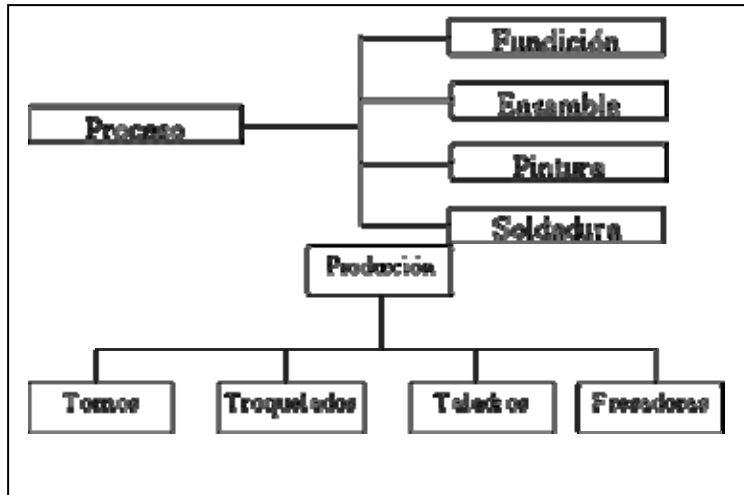 Fundición
Ensamble
Proceso
Pintura
Soldadura
Producción
Tornos
Troquelados
Taladros
Fresadoras